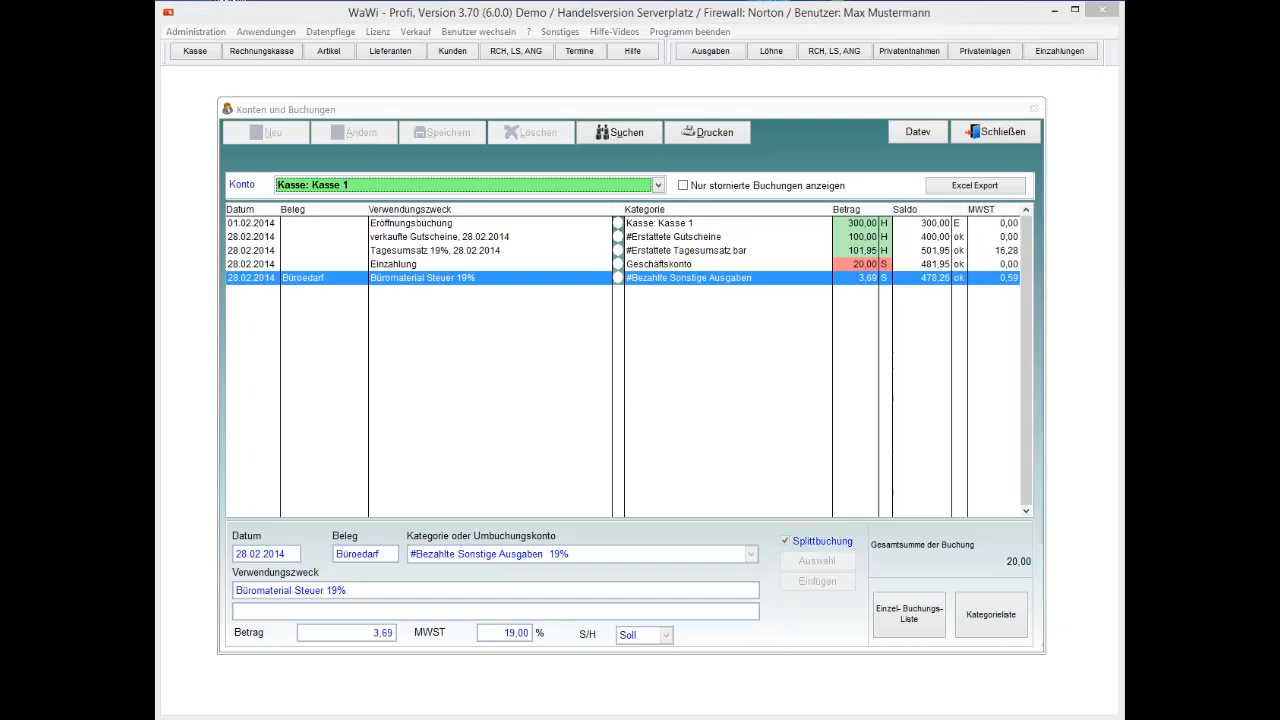 WaWi - Profi, Version 3.70 (6.0.0) Demo / Handelsversion Serverplatz / Firewall: Norton / Benutzer: Max Mustermann
Administration Anwendungen Datenpflege Lizenz Verkauf Benutzer wechseln ? Sonstiges Hilfe-Videos Programm beenden
Kasse Rechnungskasse Artikel Lieferanten Kunden RCH, LS, ANG Termine Hilfe Ausgaben Löhne RCH, LS, ANG Privatentnahmen Privateinlagen Einzahlungen
Konten und Buchungen
Neu Ändern Speichern Löschen Suchen Drucken Datev Schließen
Konto Kasse: Kasse 1 Nur stornierte Buchungen anzeigen Excel Export
Datum Beleg Verwendungszweck Kategorie Betrag Saldo MWST
01.02.2014 Eröffnungsbuchung Kasse: Kasse 1 300,00 H 300,00 E 0,00
28.02.2014 verkaufte Gutscheine, 28.02.2014 #Erstattete Gutscheine 100,00 H 400,00 ok 0,00
28.02.2014 Tagesumsatz 19%, 28.02.2014 #Erstattete Tagesumsatz bar 101,95 H 501,95 ok 16,28
28.02.2014 Einzahlung Geschäftskonto 20,00 S 481,95 ok 0,00
28.02.2014 Büroedarf Büromaterial Steuer 19% #Bezahlte Sonstige Ausgaben 3,69 S 478,26 ok 0,59
Datum Beleg Kategorie oder Umbuchungskonto
28.02.2014 Büroedarf #Bezahlte Sonstige Ausgaben 19%
Splittbuchung
Auswahl
Einfügen
Gesamtsumme der Buchung
20,00
Verwendungszweck
Büromaterial Steuer 19%
Betrag 3,69 MWST 19,00 % S/H Soll
Einzel- Buchungs-
Liste
Kategorieliste